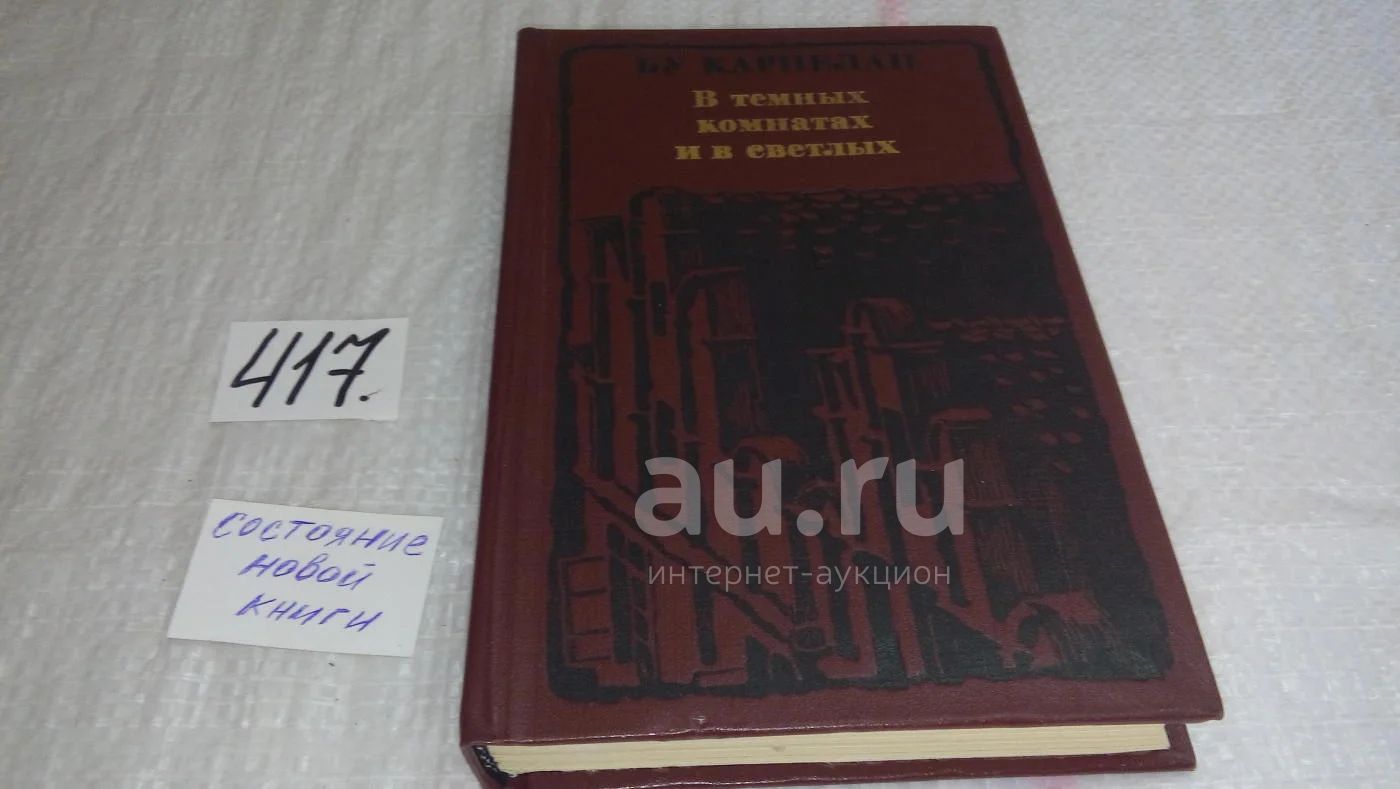 БУ КАРПЕЛАН
В темных
комнатах
и в светлых
417.
состояние
новой
книги
au.ru
интернет-аукцион